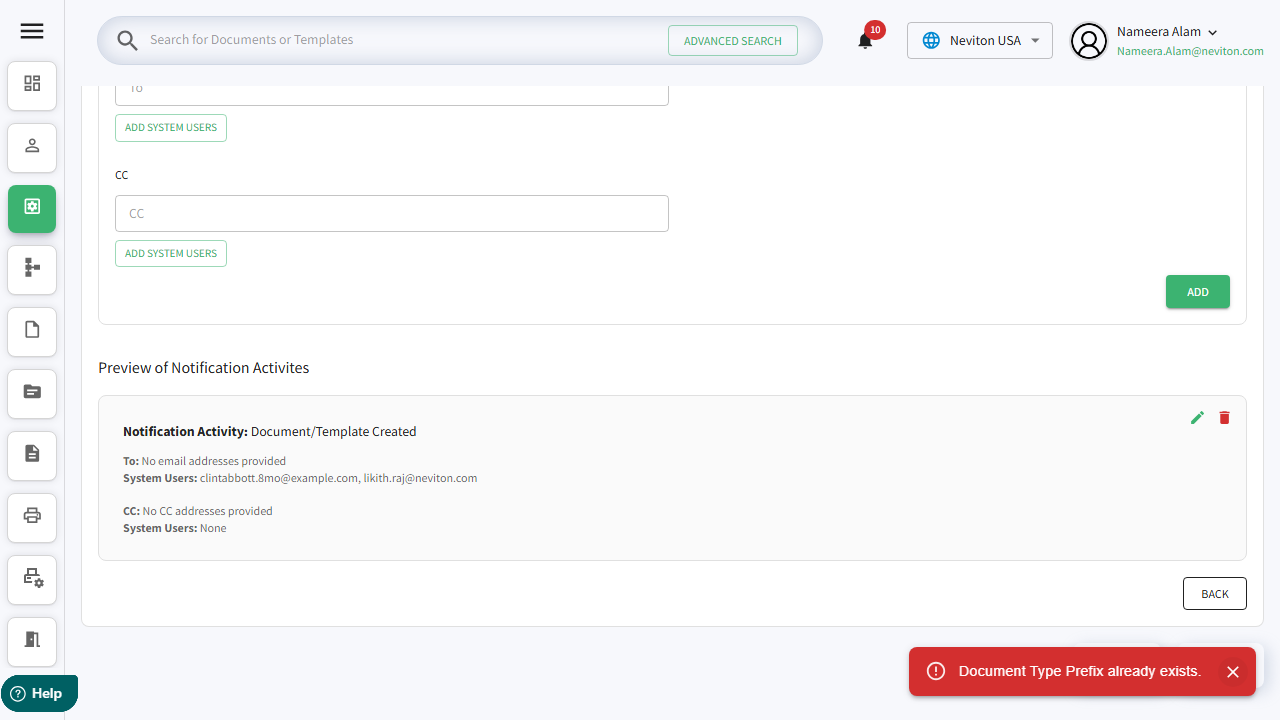 Search for Documents or Templates
ADVANCED SEARCH
10
Neviton USA
Nameera Alam
Nameera.Alam@neviton.com
To
ADD SYSTEM USERS
CC
CC
ADD SYSTEM USERS
ADD
Preview of Notification Activites
Notification Activity: Document/Template Created
To: No email addresses provided
System Users: clintabbott.8mo@example.com, likith.raj@neviton.com
CC: No CC addresses provided
System Users: None
BACK
Document Type Prefix already exists.
Help